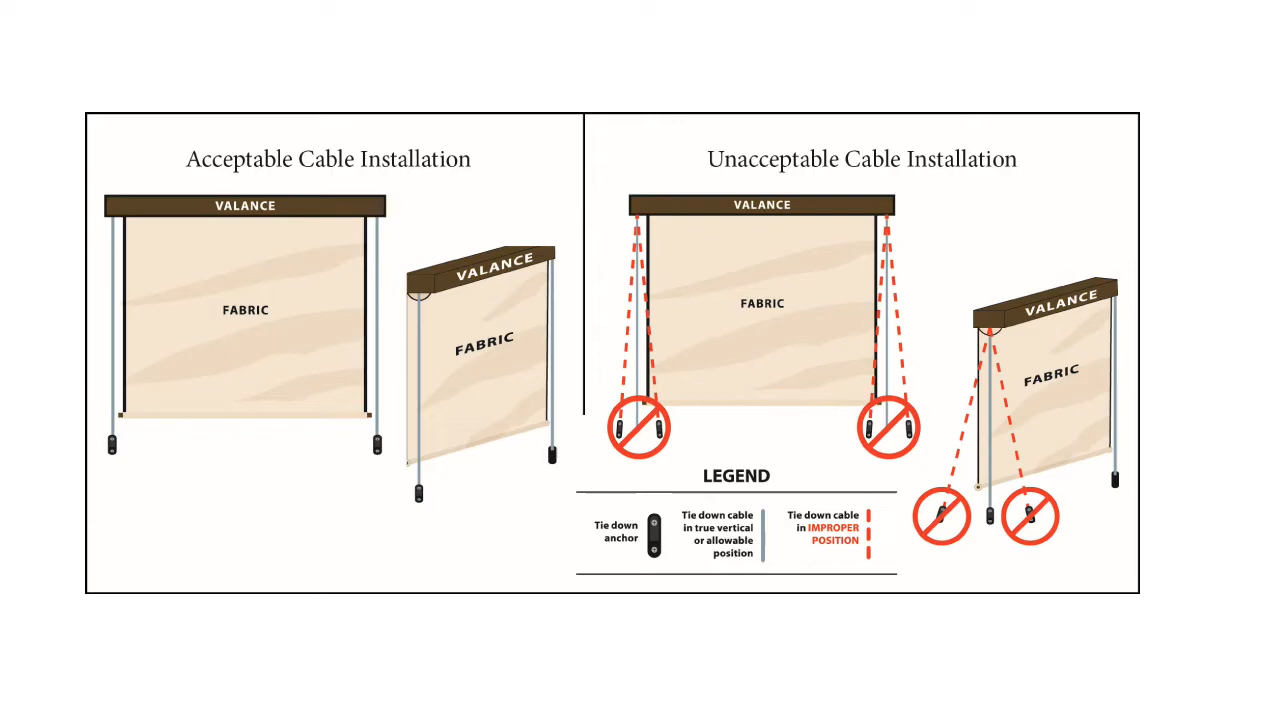 Acceptable Cable Installation
VALANCE
FABRIC
VALANCE
FABRIC
Unacceptable Cable Installation
VALANCE
FABRIC
VALANCE
FABRIC
LEGEND
Tie down
anchor
Tie down cable
in true vertical
or allowable
position
Tie down cable
in IMPROPER
POSITION